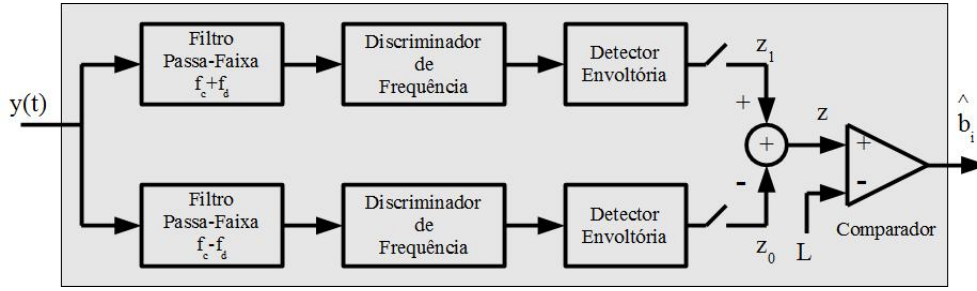 Filtro
Passa-Faixa
f_c+f_d
Discriminador
de
Frequência
Detector
Envoltória
z_1
y(t)
+
+
-
z
+
-
b̂_i
L
Comparador
Filtro
Passa-Faixa
f_c-f_d
Discriminador
de
Frequência
Detector
Envoltória
z_0